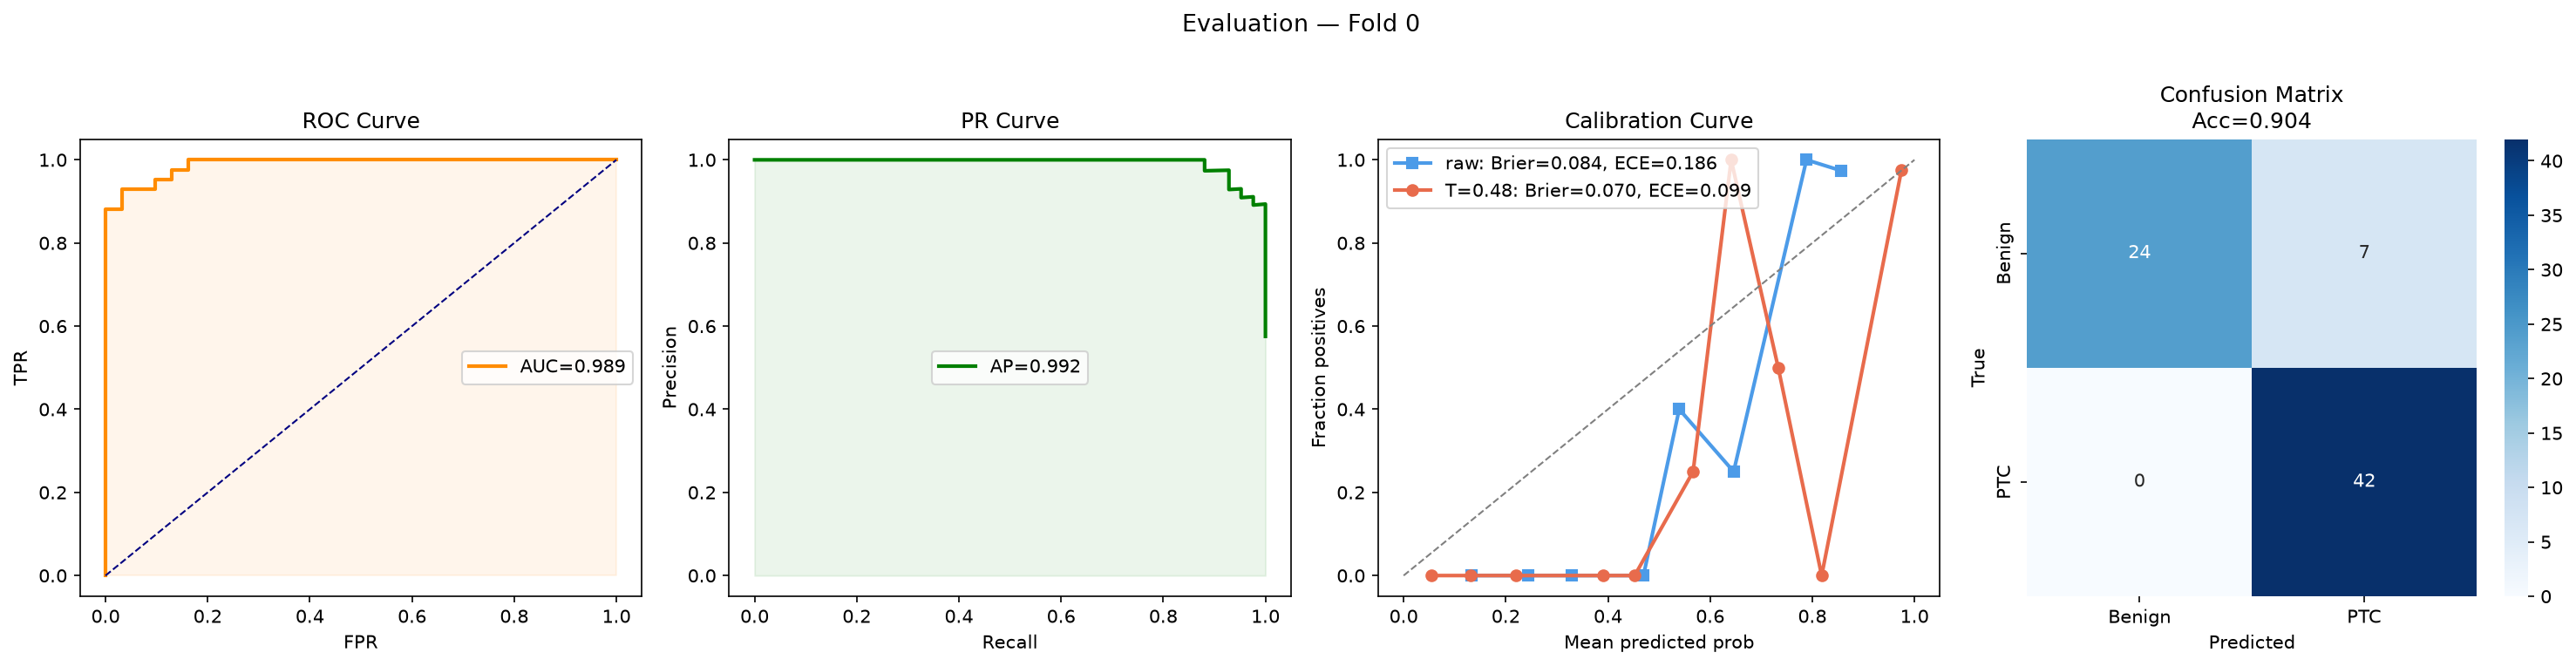 Evaluation — Fold 0
ROC Curve
1.0
0.8
0.6
0.4
0.2
0.0
TPR
AUC=0.989
0.0 0.2 0.4 0.6 0.8 1.0
FPR
PR Curve
1.0
0.8
0.6
0.4
0.2
0.0
Precision
AP=0.992
0.0 0.2 0.4 0.6 0.8 1.0
Recall
Calibration Curve
1.0
0.8
0.6
0.4
0.2
0.0
Fraction positives
raw: Brier=0.084, ECE=0.186
T=0.48: Brier=0.070, ECE=0.099
0.0 0.2 0.4 0.6 0.8 1.0
Mean predicted prob
Confusion Matrix
Acc=0.904
True
Benign
24 7
PTC
0 42
Benign PTC
Predicted
40
35
30
25
20
15
10
5
0